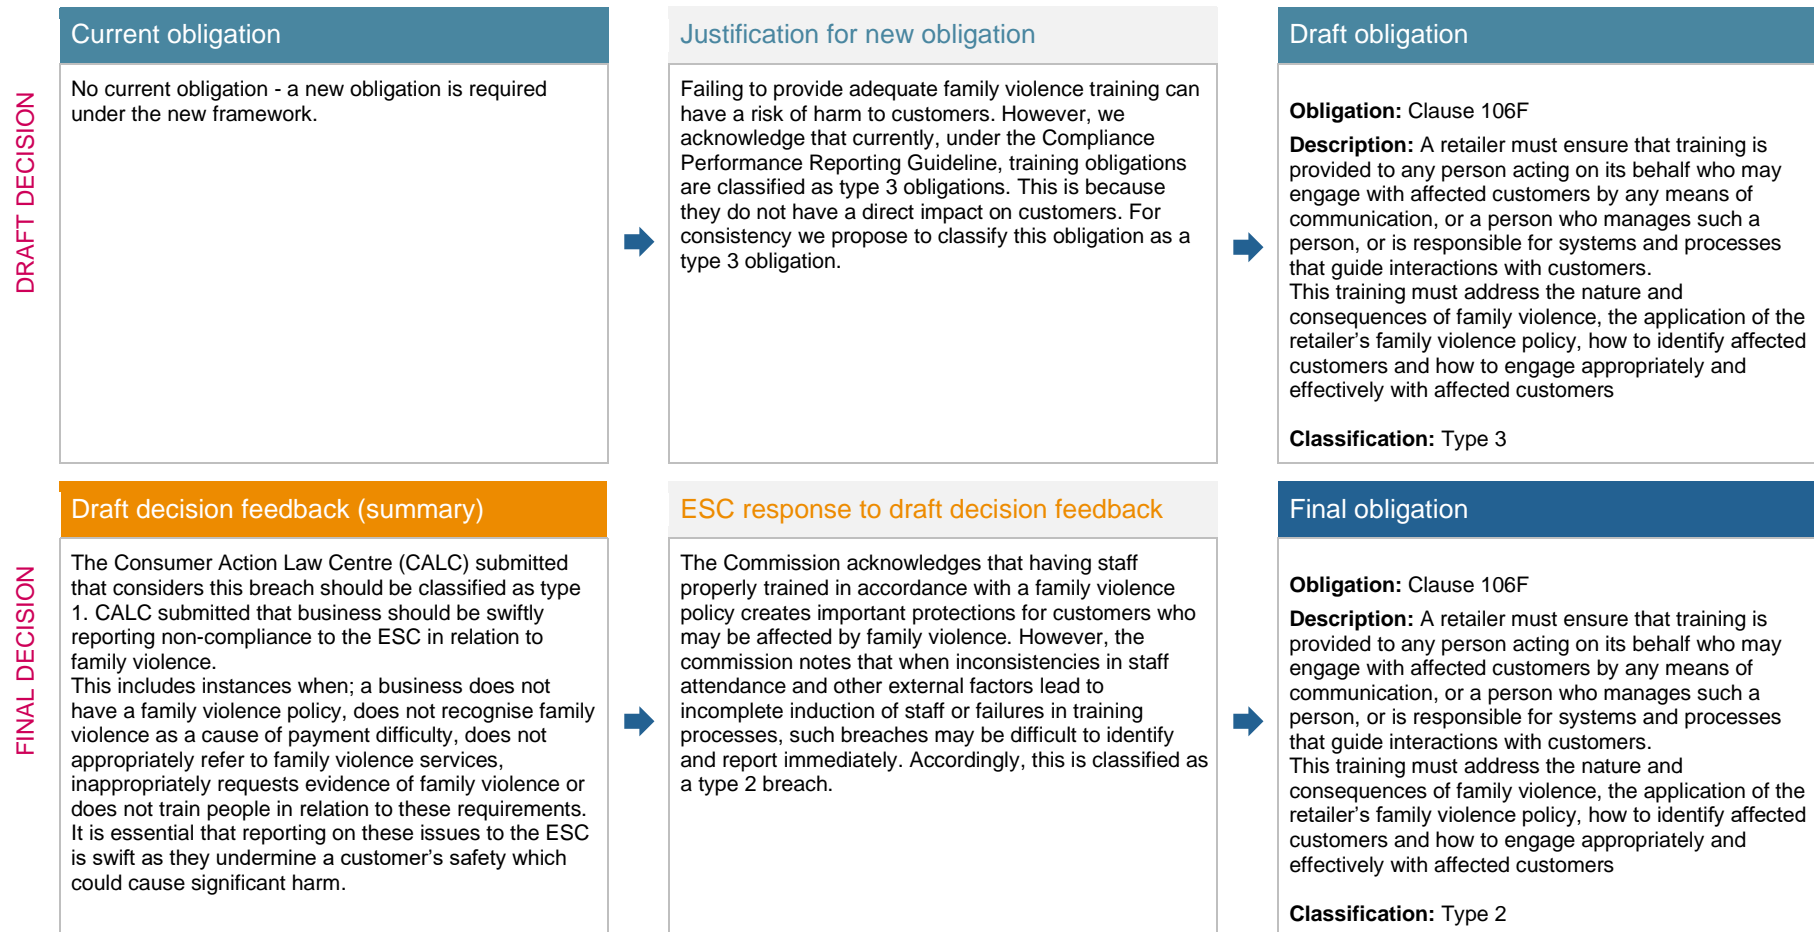 DRAFT DECISION
Current obligation
No current obligation - a new obligation is required
under the new framework.
Justification for new obligation
Failing to provide adequate family violence training can
have a risk of harm to customers. However, we
acknowledge that currently, under the Compliance
Performance Reporting Guideline, training obligations
are classified as type 3 obligations. This is because
they do not have a direct impact on customers. For
consistency we propose to classify this obligation as a
type 3 obligation.
Draft obligation
Obligation: Clause 106F
Description: A retailer must ensure that training is
provided to any person acting on its behalf who may
engage with affected customers by any means of
communication, or a person who manages such a
person, or is responsible for systems and processes
that guide interactions with customers.
This training must address the nature and
consequences of family violence, the application of the
retailer’s family violence policy, how to identify affected
customers and how to engage appropriately and
effectively with affected customers
Classification: Type 3
FINAL DECISION
Draft decision feedback (summary)
The Consumer Action Law Centre (CALC) submitted
that considers this breach should be classified as type
1. CALC submitted that business should be swiftly
reporting non-compliance to the ESC in relation to
family violence.
This includes instances when; a business does not
have a family violence policy, does not recognise family
violence as a cause of payment difficulty, does not
appropriately refer to family violence services,
inappropriately requests evidence of family violence or
does not train people in relation to these requirements.
It is essential that reporting on these issues to the ESC
is swift as they undermine a customer’s safety which
could cause significant harm.
ESC response to draft decision feedback
The Commission acknowledges that having staff
properly trained in accordance with a family violence
policy creates important protections for customers who
may be affected by family violence. However, the
commission notes that when inconsistencies in staff
attendance and other external factors lead to
incomplete induction of staff or failures in training
processes, such breaches may be difficult to identify
and report immediately. Accordingly, this is classified as
a type 2 breach.
Final obligation
Obligation: Clause 106F
Description: A retailer must ensure that training is
provided to any person acting on its behalf who may
engage with affected customers by any means of
communication, or a person who manages such a
person, or is responsible for systems and processes
that guide interactions with customers.
This training must address the nature and
consequences of family violence, the application of the
retailer’s family violence policy, how to identify affected
customers and how to engage appropriately and
effectively with affected customers
Classification: Type 2